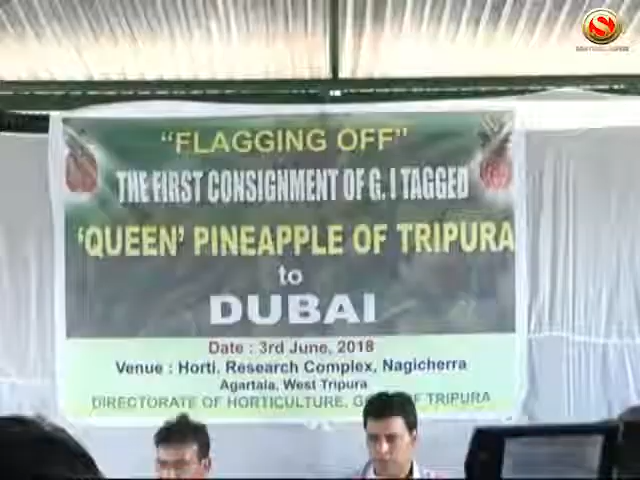 "FLAGGING OFF"
THE FIRST CONSIGNMENT OF G. I TAGGED
'QUEEN' PINEAPPLE OF TRIPURA
to
DUBAI
Date : 3rd June, 2018
Venue : Horti. Research Complex, Nagicherra
Agartala, West Tripura
DIRECTORATE OF HORTICULTURE, OF TRIPURA